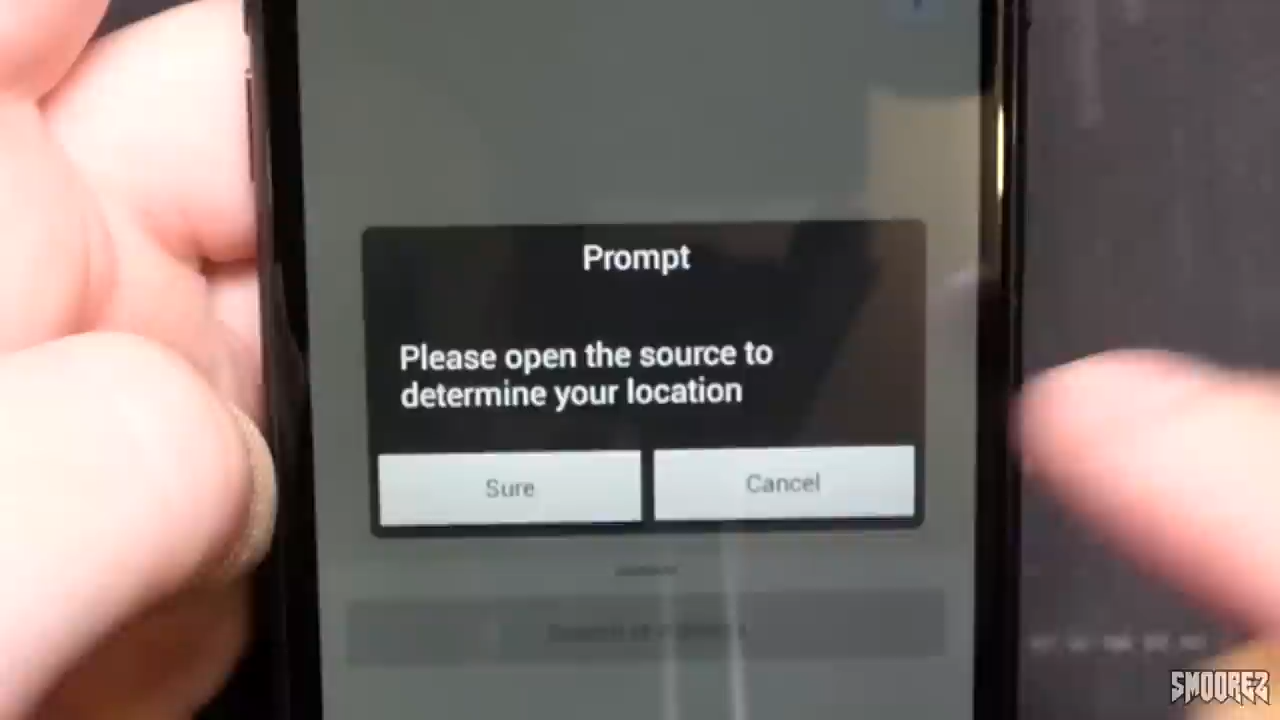 Prompt
Please open the source to
determine your location
Sure
Cancel
SMOOREZ